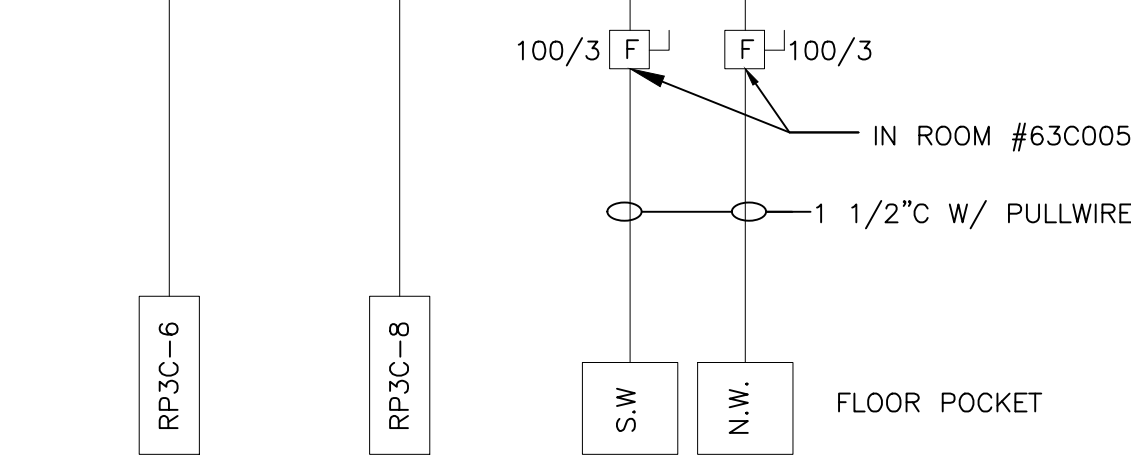 100/3 F F 100/3
IN ROOM #63C005
1 1/2”C W/ PULLWIRE
RP3C-6
RP3C-8
S.W
N.W.
FLOOR POCKET